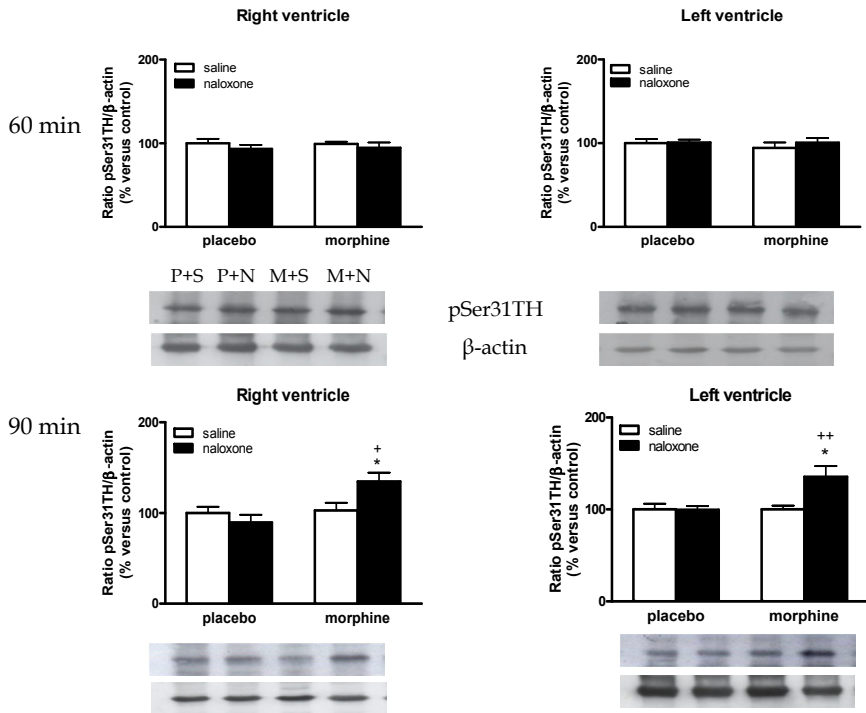 Right ventricle
200
saline
naloxone
100
0
Ratio pSer31TH/β-actin
(% versus control)
placebo morphine
60 min
Left ventricle
200
saline
naloxone
100
0
Ratio pSer31TH/β-actin
(% versus control)
placebo morphine
P+S P+N M+S M+N
pSer31TH
β-actin
90 min
Right ventricle
200
saline
naloxone
+
*
100
0
Ratio pSer31TH/β-actin
(% versus control)
placebo morphine
Left ventricle
200
saline
naloxone
++
*
100
0
Ratio pSer31TH/β-actin
(% versus control)
placebo morphine